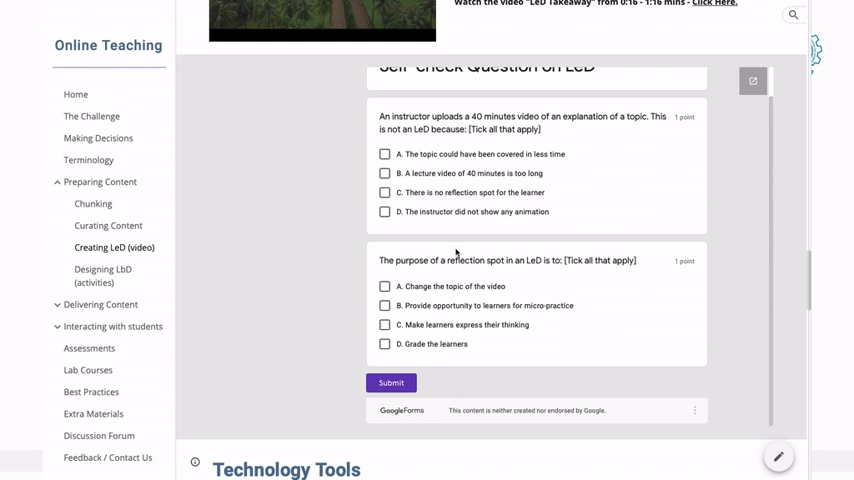 Watch the video "LeD Takeaway" from 0:16 - 1:16 mins - Click Here.
Online Teaching
Home
The Challenge
Making Decisions
Terminology
Preparing Content
Chunking
Curating Content
Creating LeD (video)
Designing LbD
(activities)
Delivering Content
Interacting with students
Assessments
Lab Courses
Best Practices
Extra Materials
Discussion Forum
Feedback / Contact Us
Self-check Question on LeD
An instructor uploads a 40 minutes video of an explanation of a topic. This
is not an LeD because: [Tick all that apply]
1 point
A. The topic could have been covered in less time
B. A lecture video of 40 minutes is too long
C. There is no reflection spot for the learner
D. The instructor did not show any animation
The purpose of a reflection spot in an LeD is to: [Tick all that apply]
1 point
A. Change the topic of the video
B. Provide opportunity to learners for micro-practice
C. Make learners express their thinking
D. Grade the learners
Submit
GoogleForms
This content is neither created nor endorsed by Google.
Technology Tools